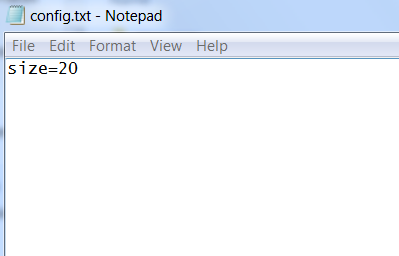 config.txt - Notepad
File Edit Format View Help
size=20